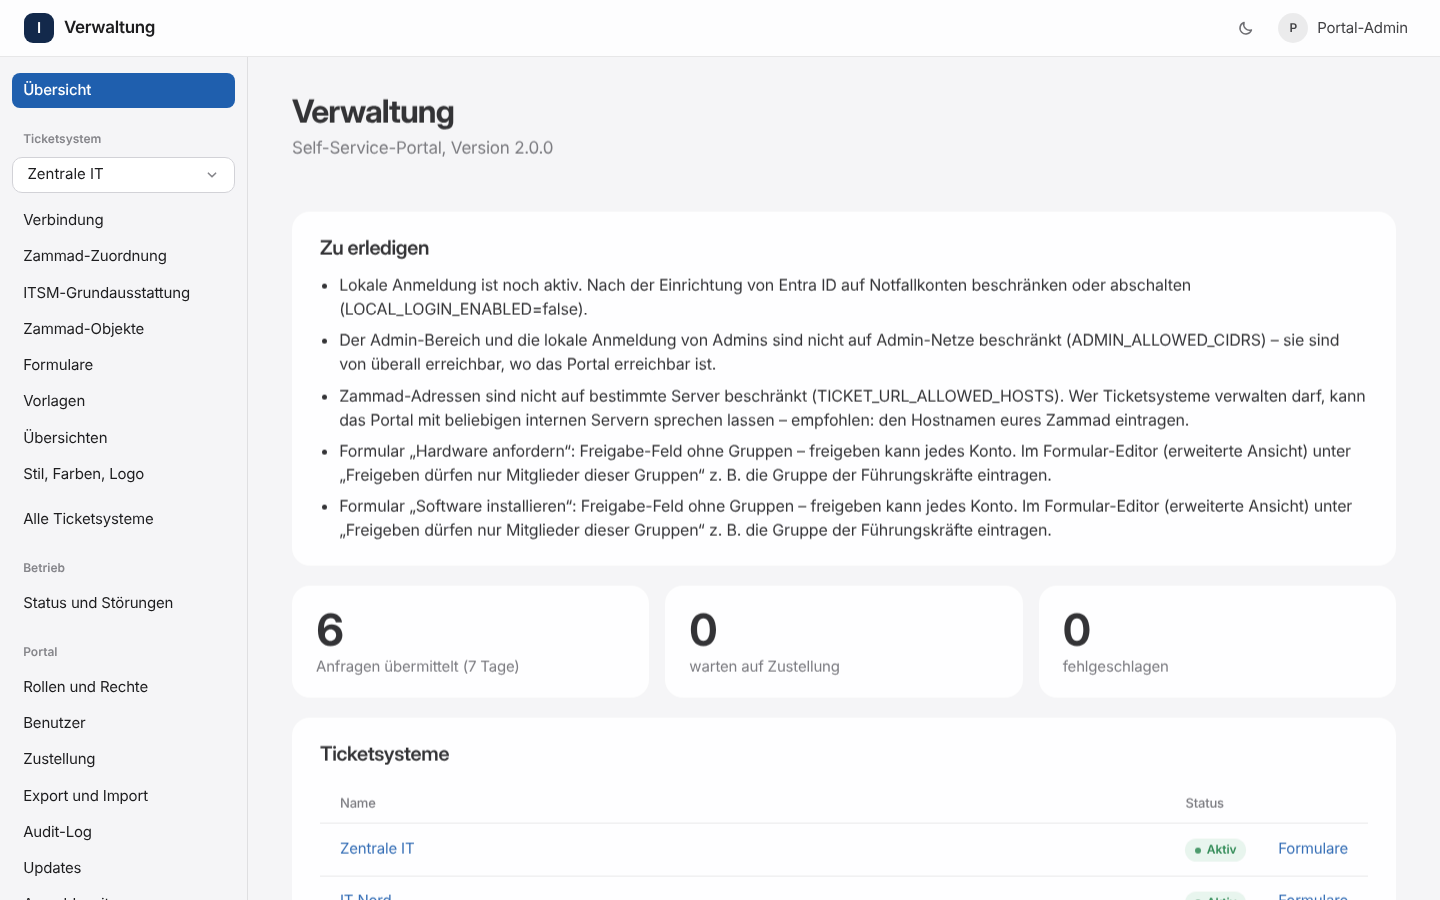 I
Verwaltung
P
Portal-Admin
Übersicht
Ticketsystem
Zentrale IT
Verbindung
Zammad-Zuordnung
ITSM-Grundausstattung
Zammad-Objekte
Formulare
Vorlagen
Übersichten
Stil, Farben, Logo
Alle Ticketsysteme
Betrieb
Status und Störungen
Portal
Rollen und Rechte
Benutzer
Zustellung
Export und Import
Audit-Log
Updates
Verwaltung
Self-Service-Portal, Version 2.0.0
Zu erledigen
• Lokale Anmeldung ist noch aktiv. Nach der Einrichtung von Entra ID auf Notfallkonten beschränken oder abschalten
(LOCAL_LOGIN_ENABLED=false).
• Der Admin-Bereich und die lokale Anmeldung von Admins sind nicht auf Admin-Netze beschränkt (ADMIN_ALLOWED_CIDRS) – sie sind
von überall erreichbar, wo das Portal erreichbar ist.
• Zammad-Adressen sind nicht auf bestimmte Server beschränkt (TICKET_URL_ALLOWED_HOSTS). Wer Ticketsysteme verwalten darf, kann
das Portal mit beliebigen internen Servern sprechen lassen – empfohlen: den Hostnamen eures Zammad eintragen.
• Formular „Hardware anfordern“: Freigabe-Feld ohne Gruppen – freigeben kann jedes Konto. Im Formular-Editor (erweiterte Ansicht) unter
„Freigeben dürfen nur Mitglieder dieser Gruppen“ z. B. die Gruppe der Führungskräfte eintragen.
• Formular „Software installieren“: Freigabe-Feld ohne Gruppen – freigeben kann jedes Konto. Im Formular-Editor (erweiterte Ansicht) unter
„Freigeben dürfen nur Mitglieder dieser Gruppen“ z. B. die Gruppe der Führungskräfte eintragen.
6
Anfragen übermittelt (7 Tage)
0
warten auf Zustellung
0
fehlgeschlagen
Ticketsysteme
Name Status
Zentrale IT Aktiv Formulare
IT Nord Aktiv Formulare